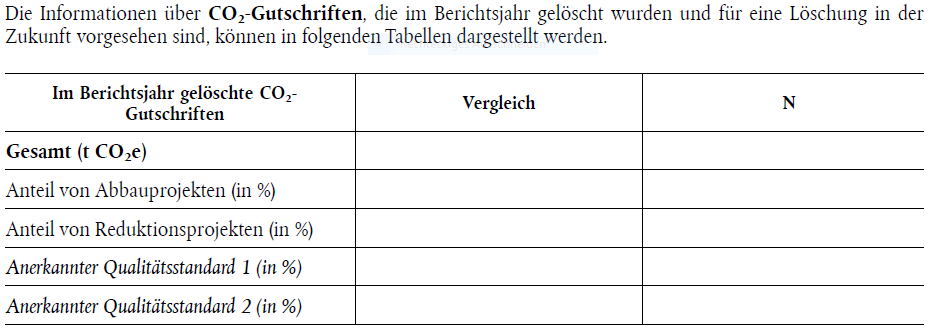 Die Informationen über CO₂-Gutschriften, die im Berichtsjahr gelöscht wurden und für eine Löschung in der
Zukunft vorgesehen sind, können in folgenden Tabellen dargestellt werden.
Im Berichtsjahr gelöschte CO₂-
Gutschriften
Vergleich
N
Gesamt (t CO₂e)
Anteil von Abbauprojekten (in %)
Anteil von Reduktionsprojekten (in %)
Anerkannter Qualitätsstandard 1 (in %)
Anerkannter Qualitätsstandard 2 (in %)